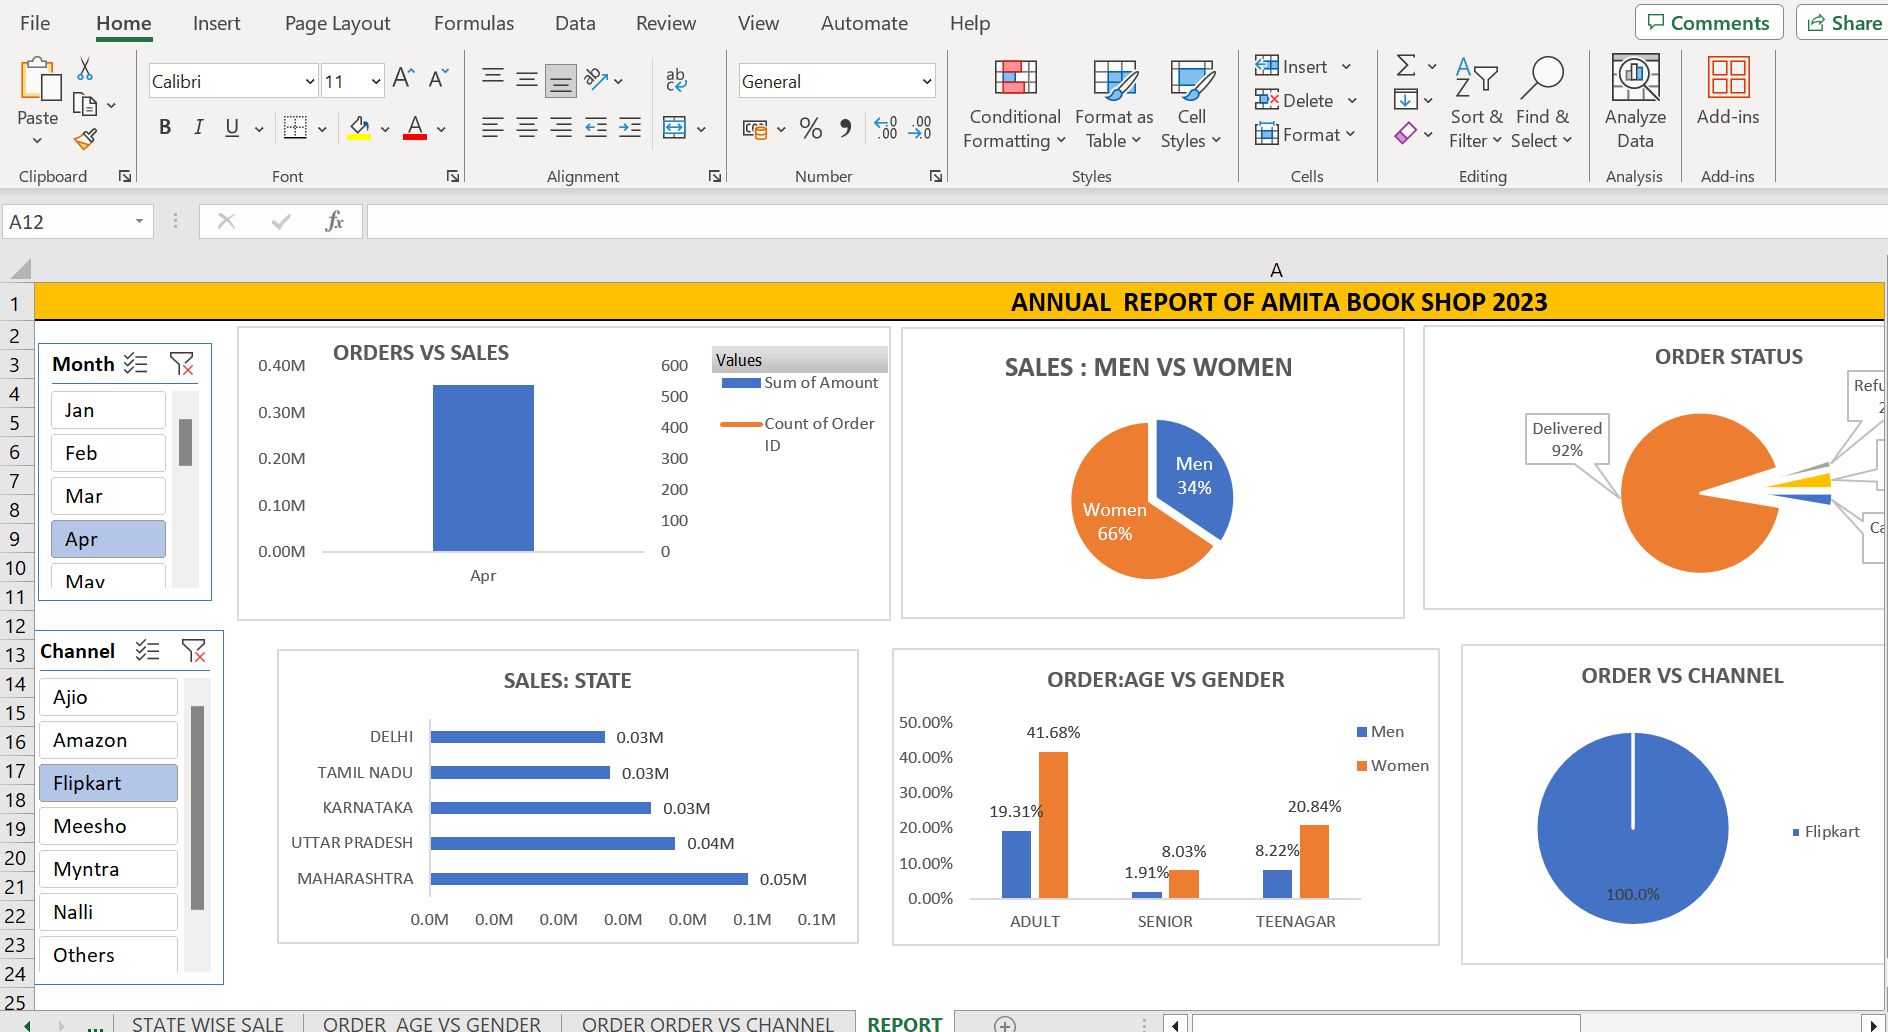 File Home Insert Page Layout Formulas Data Review View Automate Help Comments Share
Paste
Clipboard
Calibri 11
B I U A
Font
ab
Alignment
General
% 
Number
Conditional Formatting
Format as Table
Cell Styles
Styles
Insert
Delete
Format
Cells
Sort & Filter
Find & Select
Editing
Analyze Data
Analysis
Add-ins
Add-ins
A12 fx
A
1
2
3
4
5
6
7
8
9
10
11
12
13
14
15
16
17
18
19
20
21
22
23
24
25
ANNUAL REPORT OF AMITA BOOK SHOP 2023
Month
Jan
Feb
Mar
Apr
May
ORDERS VS SALES
0.40M
0.30M
0.20M
0.10M
0.00M
600
500
400
300
200
100
0
Apr
Values
Sum of Amount
Count of Order
ID
SALES : MEN VS WOMEN
Men
34%
Women
66%
ORDER STATUS
Delivered
92%
Refu
2
Ca
Channel
Ajio
Amazon
Flipkart
Meesho
Myntra
Nalli
Others
SALES: STATE
DELHI 0.03M
TAMIL NADU 0.03M
KARNATAKA 0.03M
UTTAR PRADESH 0.04M
MAHARASHTRA 0.05M
0.0M 0.0M 0.0M 0.0M 0.0M 0.1M 0.1M
ORDER:AGE VS GENDER
50.00%
40.00%
30.00%
20.00%
10.00%
0.00%
19.31% 41.68%
1.91% 8.03%
8.22% 20.84%
ADULT SENIOR TEENAGAR
Men
Women
ORDER VS CHANNEL
100.0%
Flipkart
... STATE WISE SALE ORDER AGE VS GENDER ORDER ORDER VS CHANNEL REPORT